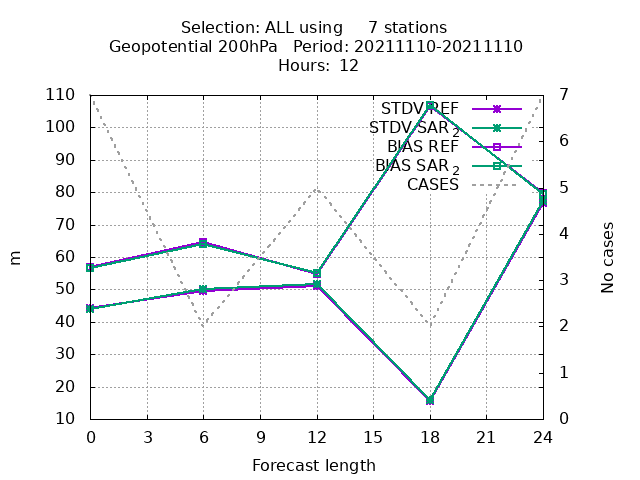 Selection: ALL using     7 stations
Geopotential 200hPa   Period: 20211110-20211110
Hours:  12
110
100
90
80
70
60
50
40
30
20
10
7
6
5
4
3
2
1
0
0 3 6 9 12 15 18 21 24
m
No cases
Forecast length
STDV REF
STDV SAR 2
BIAS REF
BIAS SAR 2
CASES